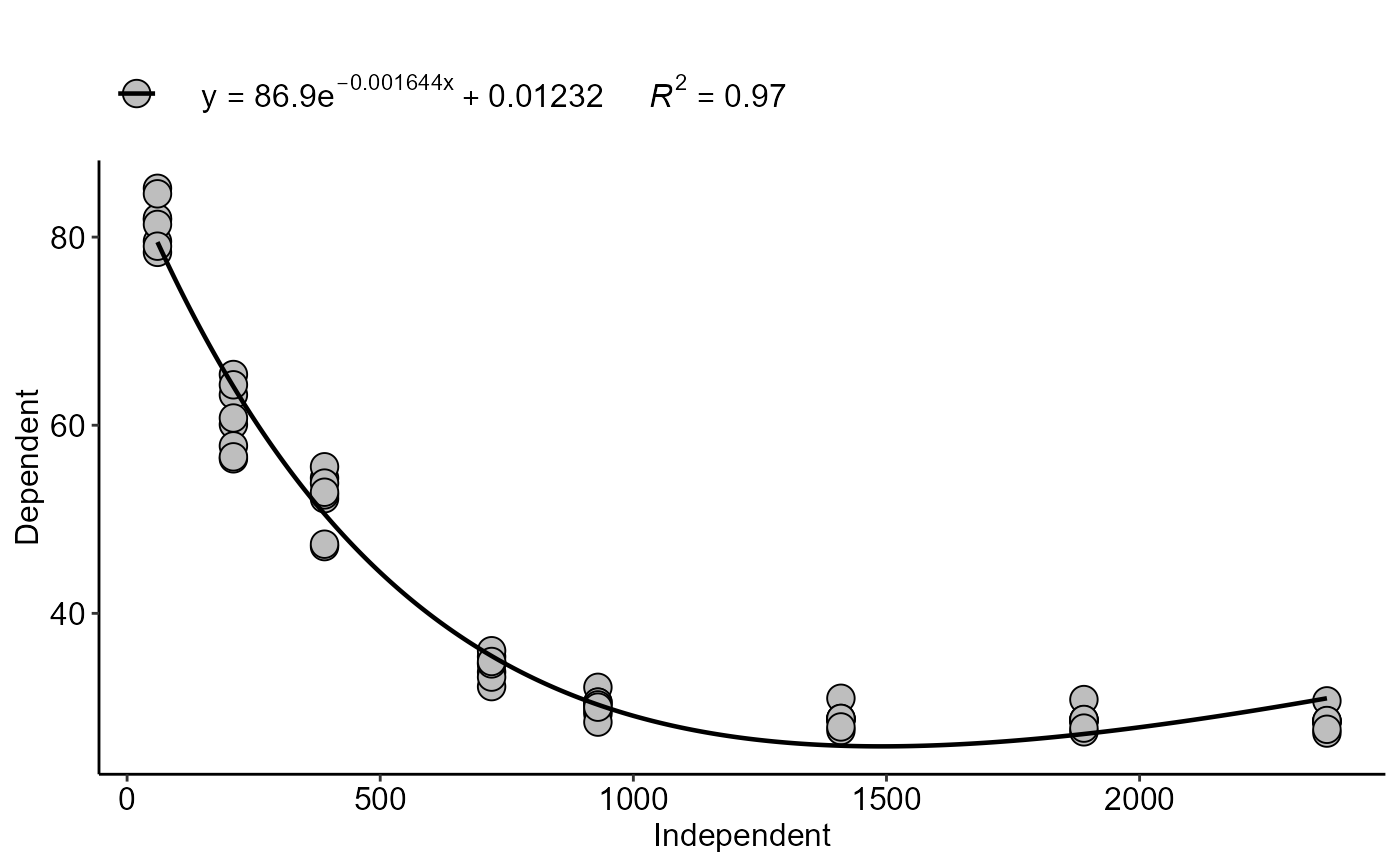 y = 86.9e^−0.001644x + 0.01232 R² = 0.97
80
60
40
Dependent
0 500 1000 1500 2000
Independent